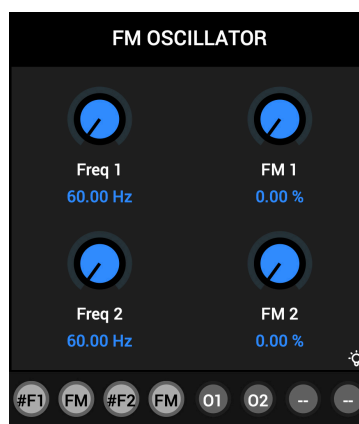 FM OSCILLATOR
Freq 1 FM 1
60.00 Hz 0.00 %
Freq 2 FM 2
60.00 Hz 0.00 %
#F1 FM #F2 FM O1 O2 -- --